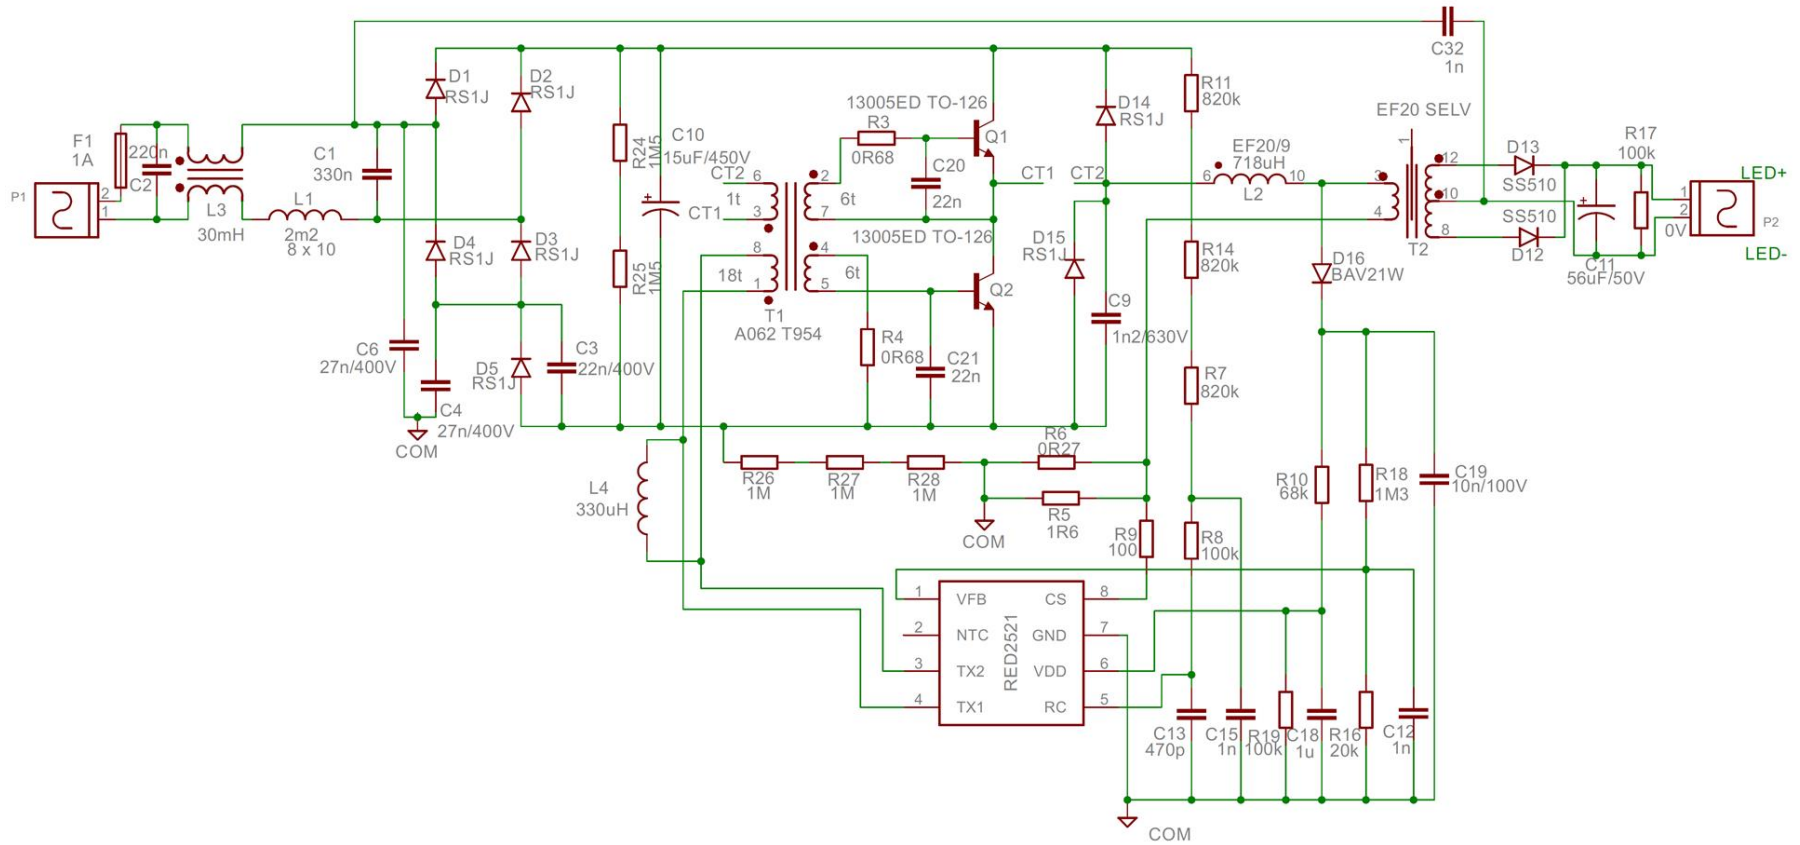 C32
1n
D1
RS1J
D2
RS1J
13005ED TO-126
R3
0R68
Q1
D14
RS1J
R11
820k
EF20 SELV
F1
1A
220n
C2
C1
330n
R24
1M5
C10
15uF/450V
CT2
6
1t
2
6t
C20
22n
CT1
CT2
EF20/9
718uH
6
10
L2
1
3
12
D13
SS510
R17
100k
LED+
P1
2
1
L3
30mH
L1
2m2
8 x 10
CT1
3
7
13005ED TO-126
4
10
SS510
D12
8
T2
1
2
0V
P2
LED-
D4
RS1J
D3
RS1J
R25
1M5
8
18t
1
4
6t
5
T1
A062 T954
Q2
D15
RS1J
R14
820k
D16
BAV21W
C11
56uF/50V
C6
27n/400V
D5
RS1J
C3
22n/400V
R4
0R68
C21
22n
C9
1n2/630V
R7
820k
C4
27n/400V
COM
R6
0R27
R26
1M
R27
1M
R28
1M
R5
1R6
COM
L4
330uH
R10
68k
R18
1M3
C19
10n/100V
R9
100
R8
100k
1
VFB
CS
8
2
NTC
GND
7
3
TX2
VDD
6
4
TX1
RC
5
RED2521
C13
470p
C15
1n
R19
100k
C18
1u
R16
20k
C12
1n
COM